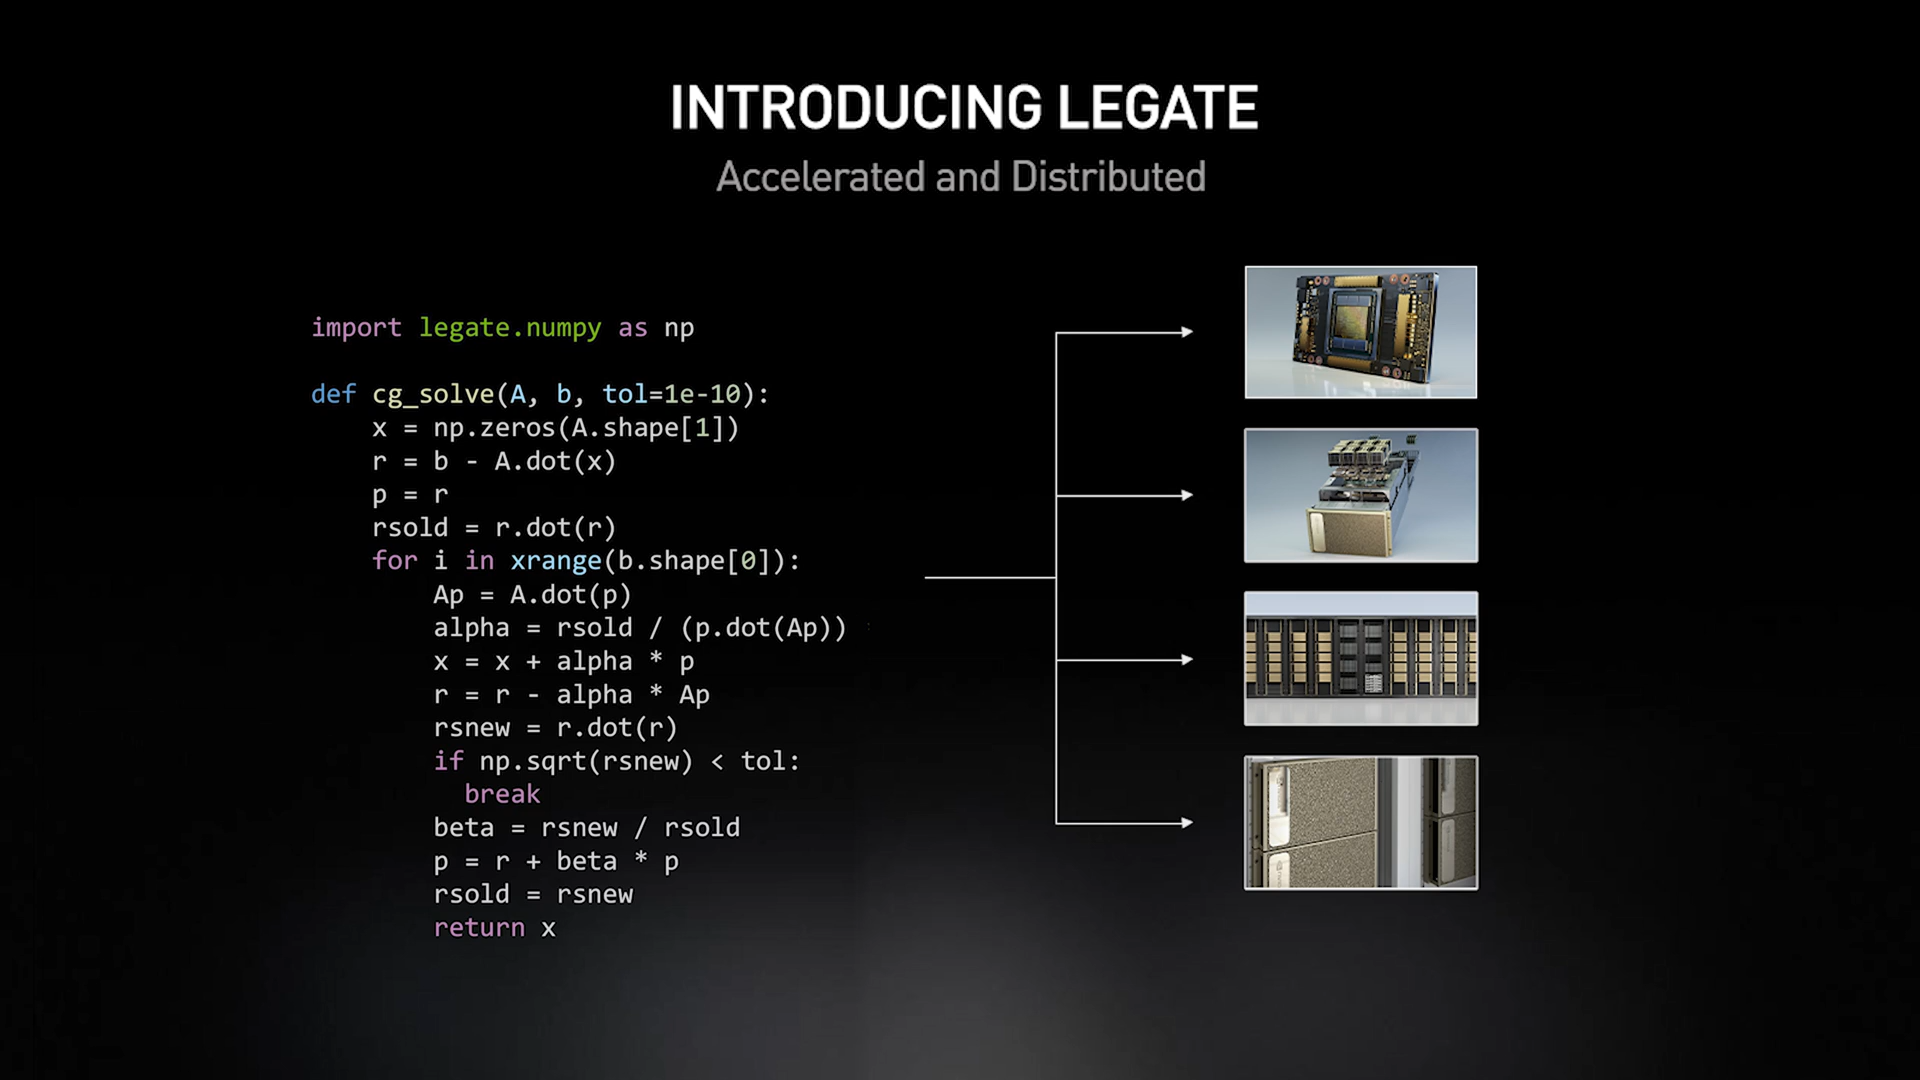 INTRODUCING LEGATE
Accelerated and Distributed
import legate.numpy as np
def cg_solve(A, b, tol=1e-10):
    x = np.zeros(A.shape[1])
    r = b - A.dot(x)
    p = r
    rsold = r.dot(r)
    for i in xrange(b.shape[0]):
        Ap = A.dot(p)
        alpha = rsold / (p.dot(Ap))
        x = x + alpha * p
        r = r - alpha * Ap
        rsnew = r.dot(r)
        if np.sqrt(rsnew) < tol:
          break
        beta = rsnew / rsold
        p = r + beta * p
        rsold = rsnew
        return x